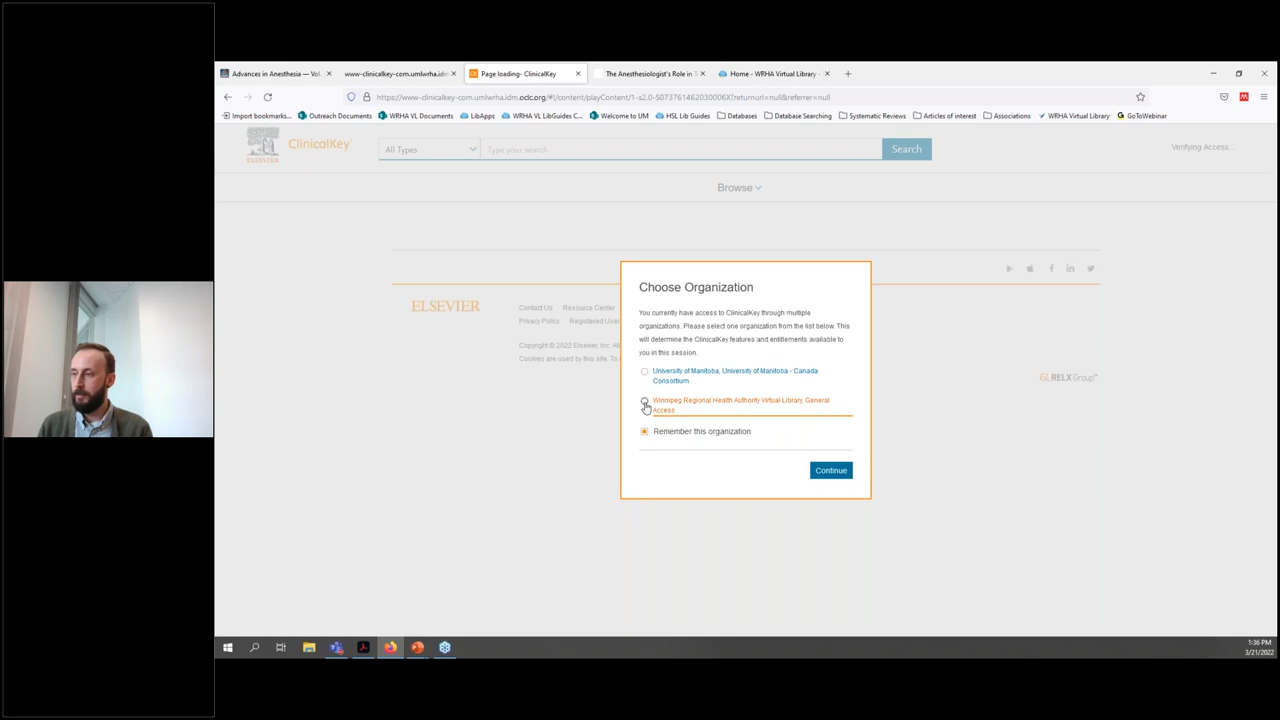 Advances in Anesthesia — Vol.
www-clinicalkey-com.umlwrha.idm
Page loading- ClinicalKey
The Anesthesiologist's Role in T
Home - WRHA Virtual Library -
https://www-clinicalkey-com.umlwrha.idm.oclc.org/#!/content/playContent/1-s2.0-S073761462030006X?returnurl=null&referrer=null
Import bookmarks...
Outreach Documents
WRHA VL Documents
LibApps
WRHA VL LibGuides C...
Welcome to UM
HSL Lib Guides
Databases
Database Searching
Systematic Reviews
Articles of interest
Associations
WRHA Virtual Library
GoToWebinar
ELSEVIER
ClinicalKey®
All Types
Type your search
Search
Verifying Access...
Browse
ELSEVIER
Contact Us Resource Center
Privacy Policy Registered User
Copyright © 2022 Elsevier, Inc. All
Cookies are used by this site. To
RELX Group™
Choose Organization
You currently have access to ClinicalKey through multiple
organizations. Please select one organization from the list below. This
will determine the ClinicalKey features and entitlements available to
you in this session.
University of Manitoba, University of Manitoba - Canada
Consortium
Winnipeg Regional Health Authority Virtual Library, General
Access
Remember this organization
Continue
1:36 PM
3/21/2022